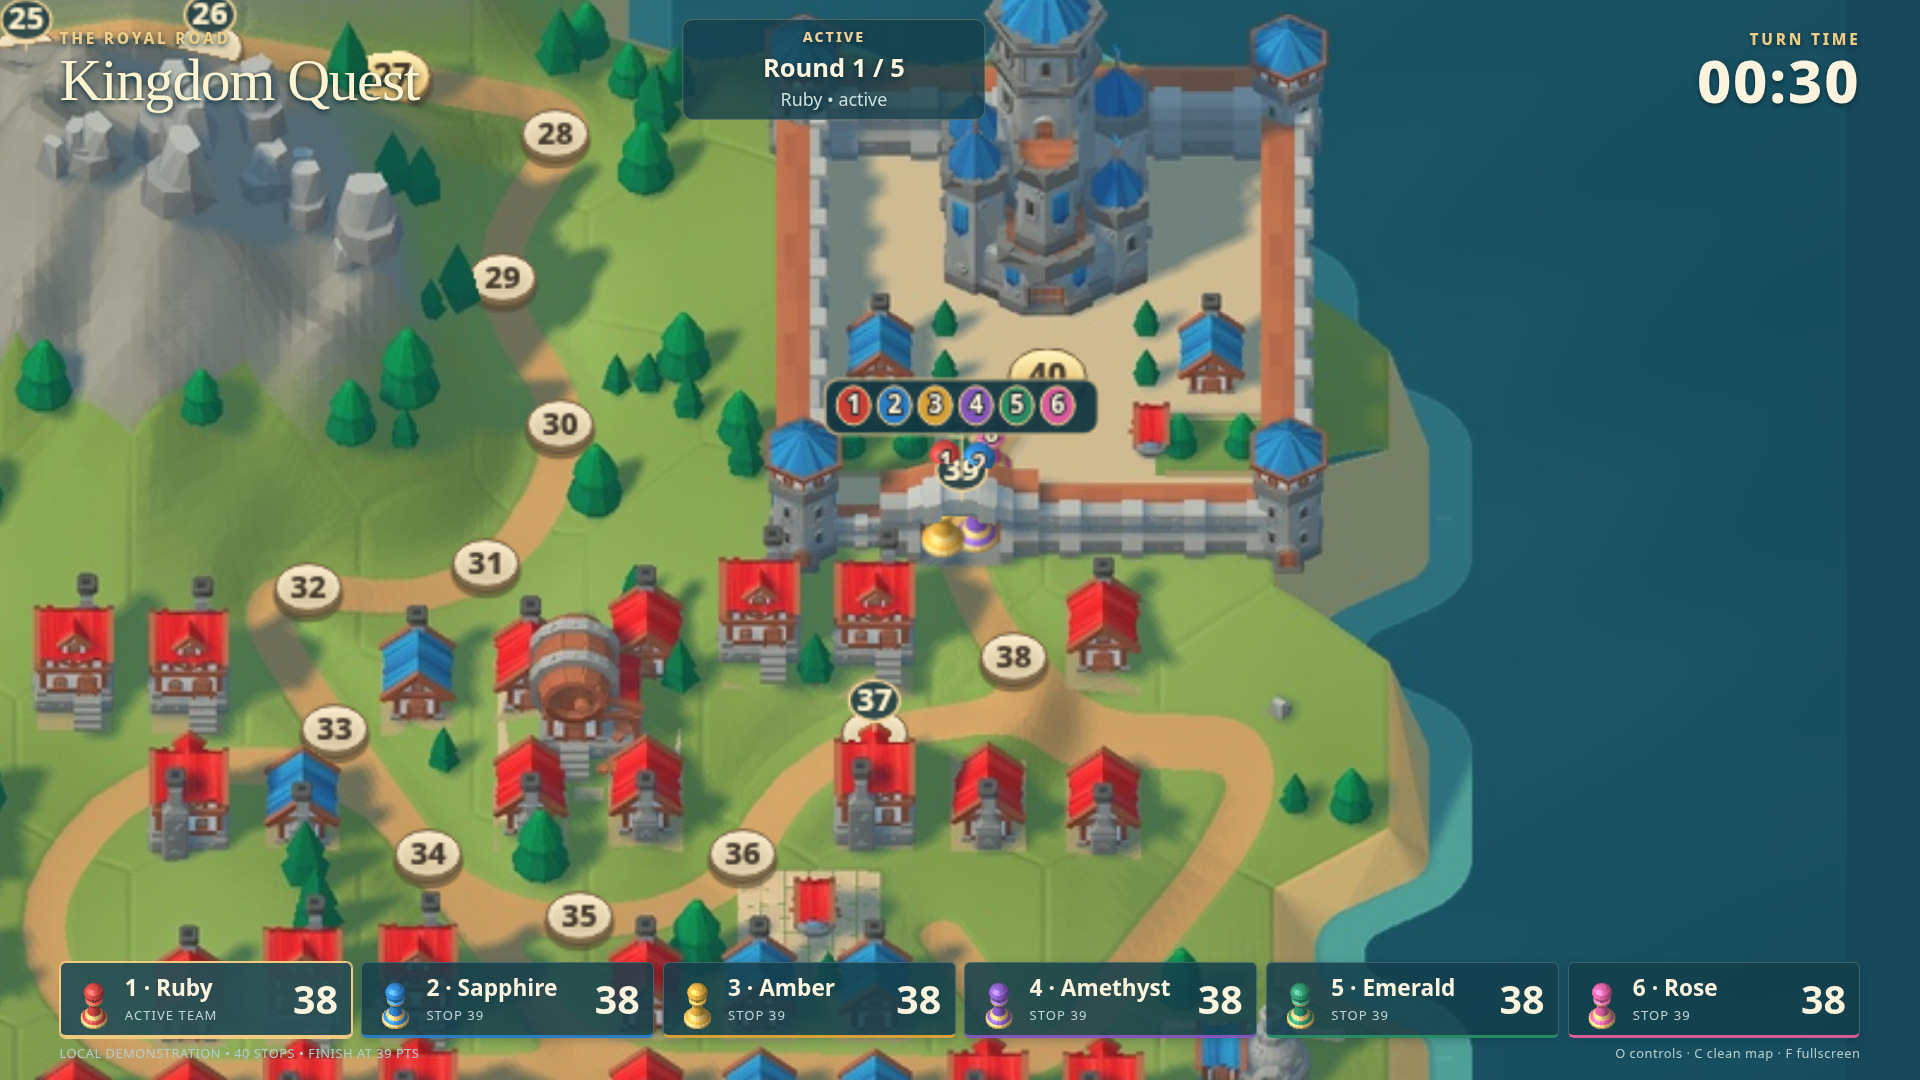 25
26
THE ROYAL ROAD
Kingdom Quest
27
ACTIVE
Round 1 / 5
Ruby • active
TURN TIME
00:30
28
29
30
31
32
33
34
35
36
37
38
40
1 2 3 4 5 6
6
1 2
39
1 · Ruby
ACTIVE TEAM
38
2 · Sapphire
STOP 39
38
3 · Amber
STOP 39
38
4 · Amethyst
STOP 39
38
5 · Emerald
STOP 39
38
6 · Rose
STOP 39
38
LOCAL DEMONSTRATION • 40 STOPS • FINISH AT 39 PTS
O controls · C clean map · F fullscreen